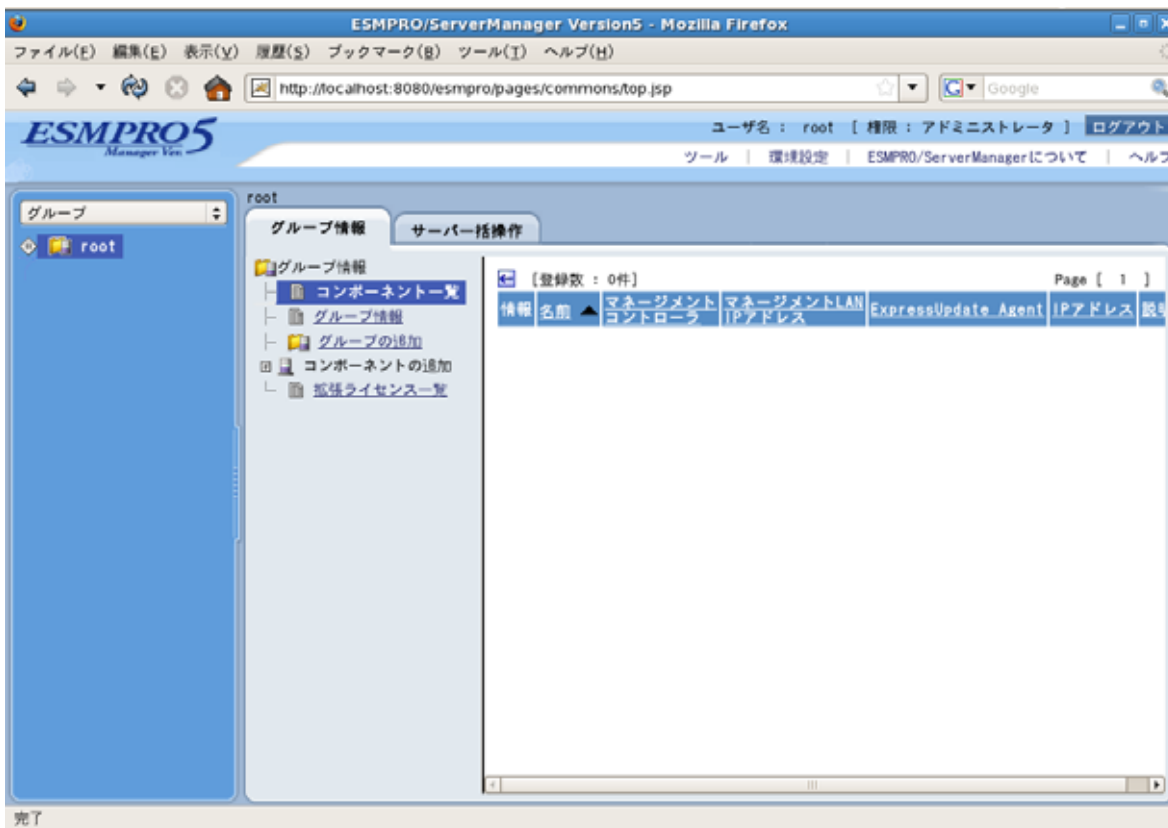 ESMPRO/ServerManager Version5 - Mozilla Firefox
ファイル(F) 編集(E) 表示(V) 履歴(S) ブックマーク(B) ツール(T) ヘルプ(H)
http://localhost:8080/esmpro/pages/commons/top.jsp
Google
ESMPRO5
Manager Ver.
ユーザ名 : root [ 権限 : アドミニストレータ ] ログアウト
ツール | 環境設定 | ESMPRO/ServerManagerについて | ヘルプ
グループ
root
root
グループ情報 サーバ一括操作
グループ情報
コンポーネント一覧
グループ情報
グループの追加
コンポーネントの追加
拡張ライセンス一覧
[登録数 : 0件] Page [ 1 ]
情報 名前 マネージメントコントローラ マネージメントLAN IPアドレス ExpressUpdate Agent IPアドレス
完了